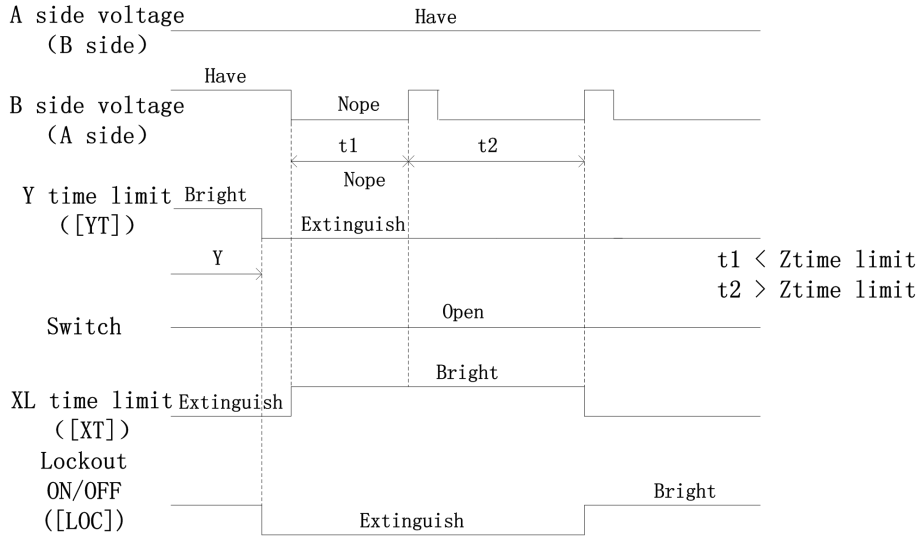 A side voltage
(B side)
Have
Have
B side voltage
(A side)
Nope
t1
t2
Nope
Y time limit
([YT])
Bright
Extinguish
Y
t1 < Ztime limit
t2 > Ztime limit
Switch
Open
Bright
XL time limit
([XT])
Extinguish
Lockout
ON/OFF
([LOC])
Bright
Extinguish